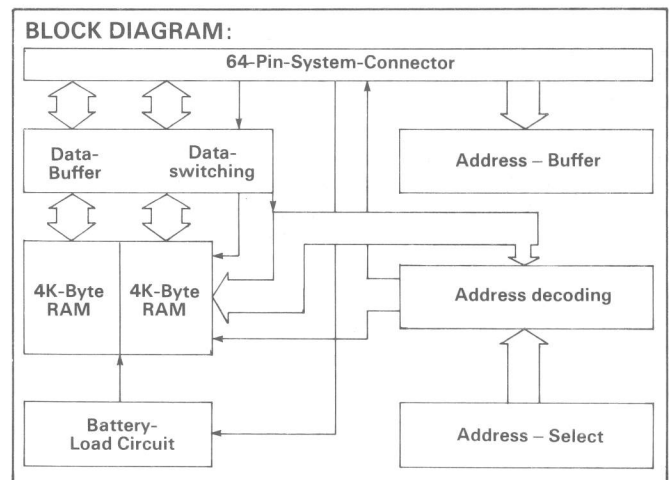 BLOCK DIAGRAM:
64-Pin-System-Connector
Data-
Buffer
Data-
switching
Address – Buffer
4K-Byte
RAM
4K-Byte
RAM
Address decoding
Battery-
Load Circuit
Address – Select